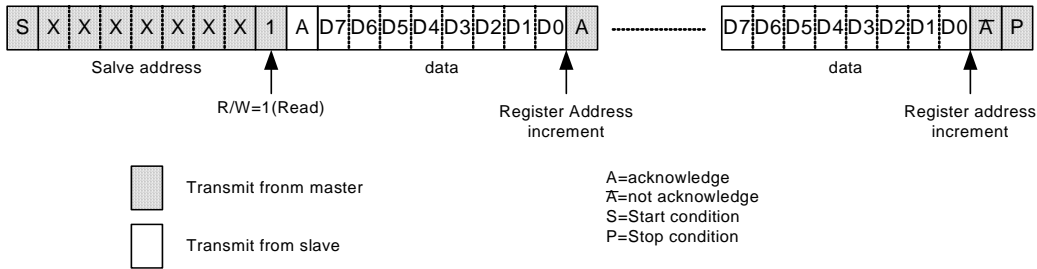 S X X X X X X X 1 A D7 D6 D5 D4 D3 D2 D1 D0 A D7 D6 D5 D4 D3 D2 D1 D0 A̅ P
Salve address data data
R/W=1(Read) Register Address increment Register address increment
Transmit fronm master
Transmit from slave
A=acknowledge
A̅=not acknowledge
S=Start condition
P=Stop condition